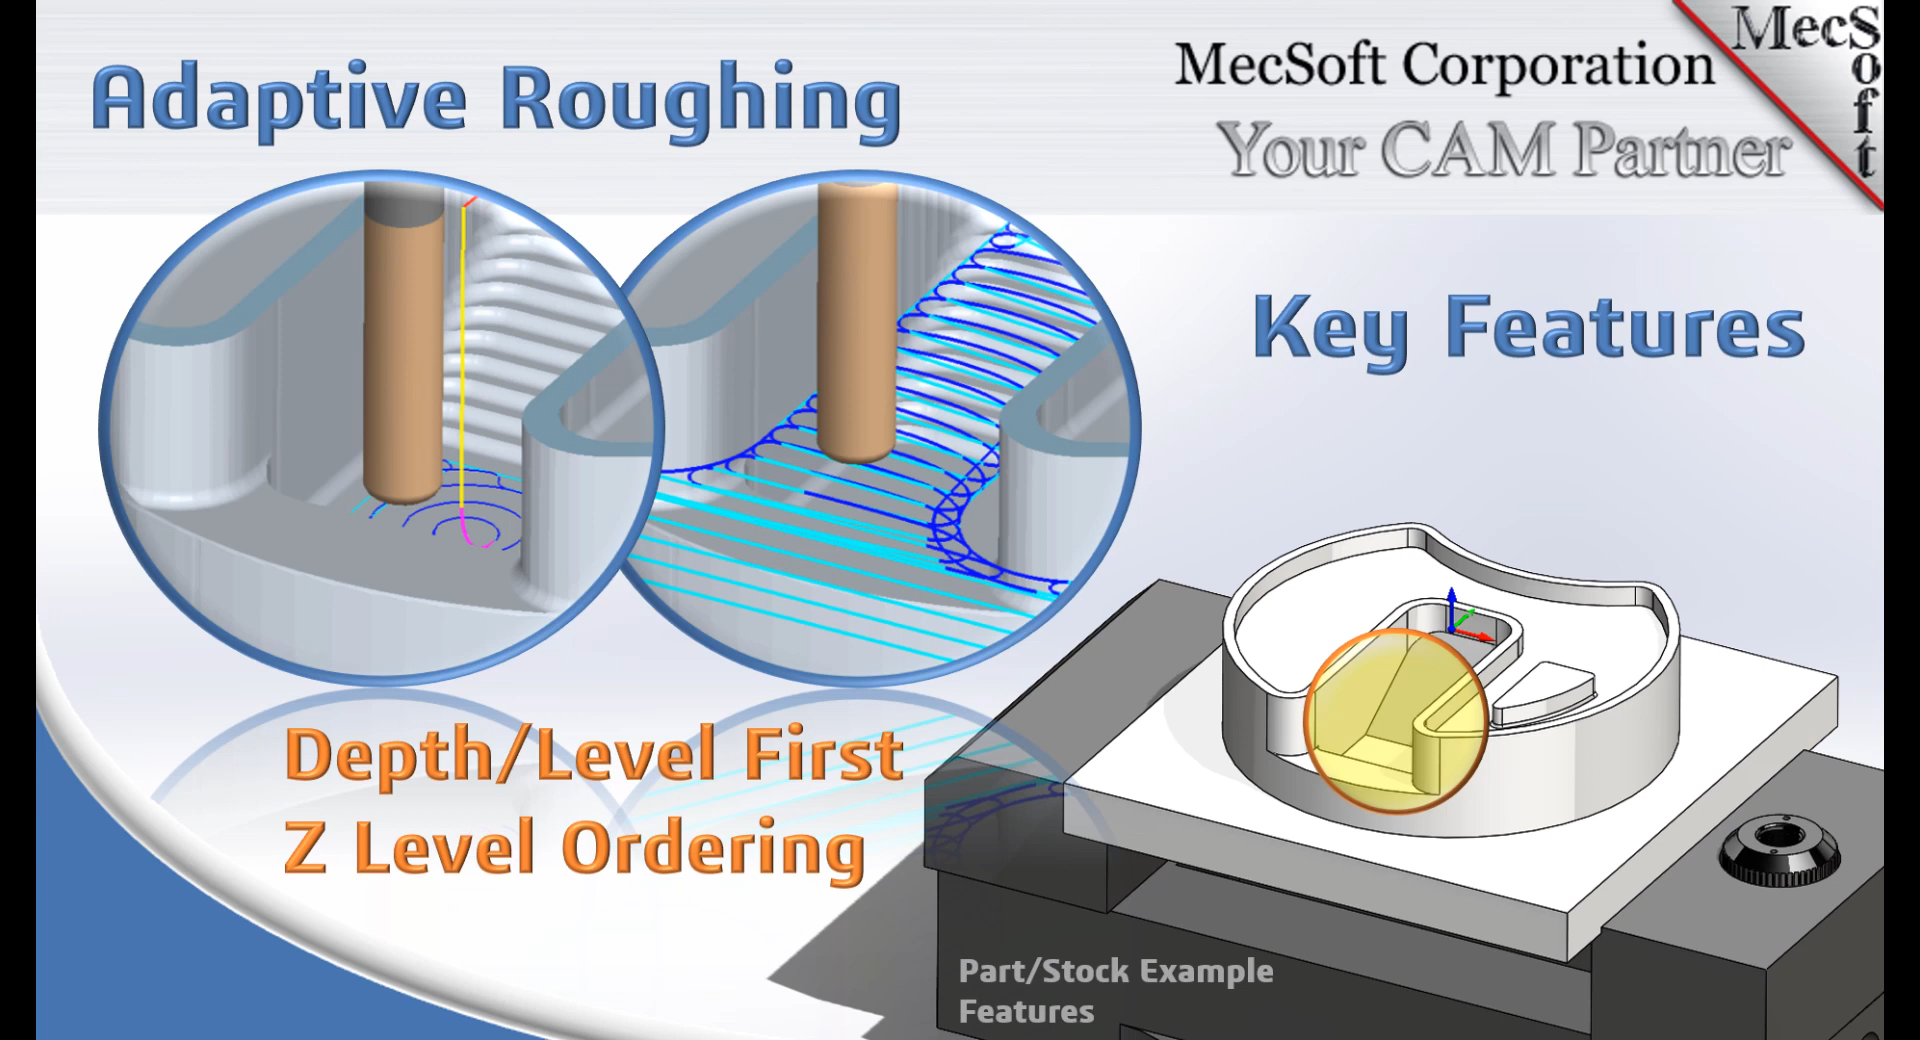 Adaptive Roughing
MecSoft Corporation
Your CAM Partner
MecSoft
Key Features
Depth/Level First
Z Level Ordering
Part/Stock Example
Features